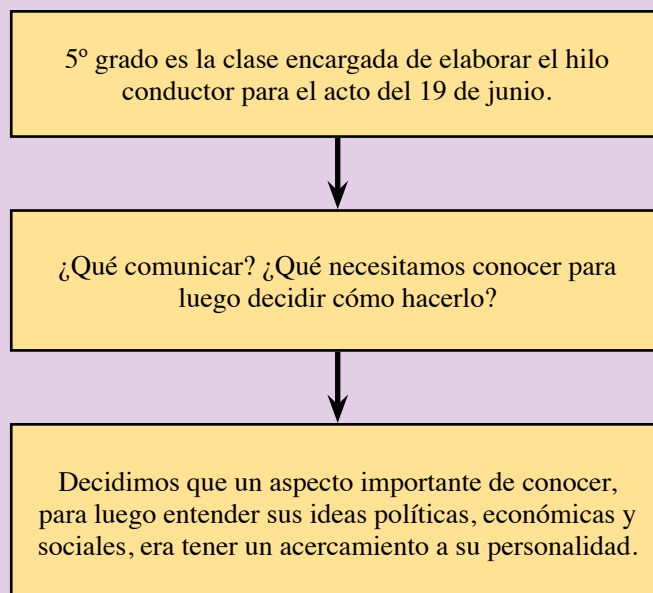 5º grado es la clase encargada de elaborar el hilo
conductor para el acto del 19 de junio.
¿Qué comunicar? ¿Qué necesitamos conocer para
luego decidir cómo hacerlo?
Decidimos que un aspecto importante de conocer,
para luego entender sus ideas políticas, económicas y
sociales, era tener un acercamiento a su personalidad.